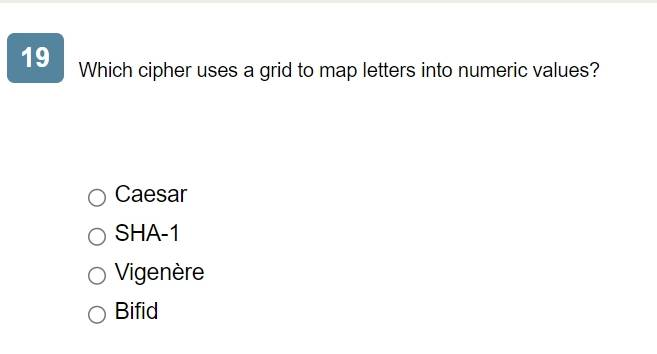 19
Which cipher uses a grid to map letters into numeric values?
Caesar
SHA-1
Vigenère
Bifid